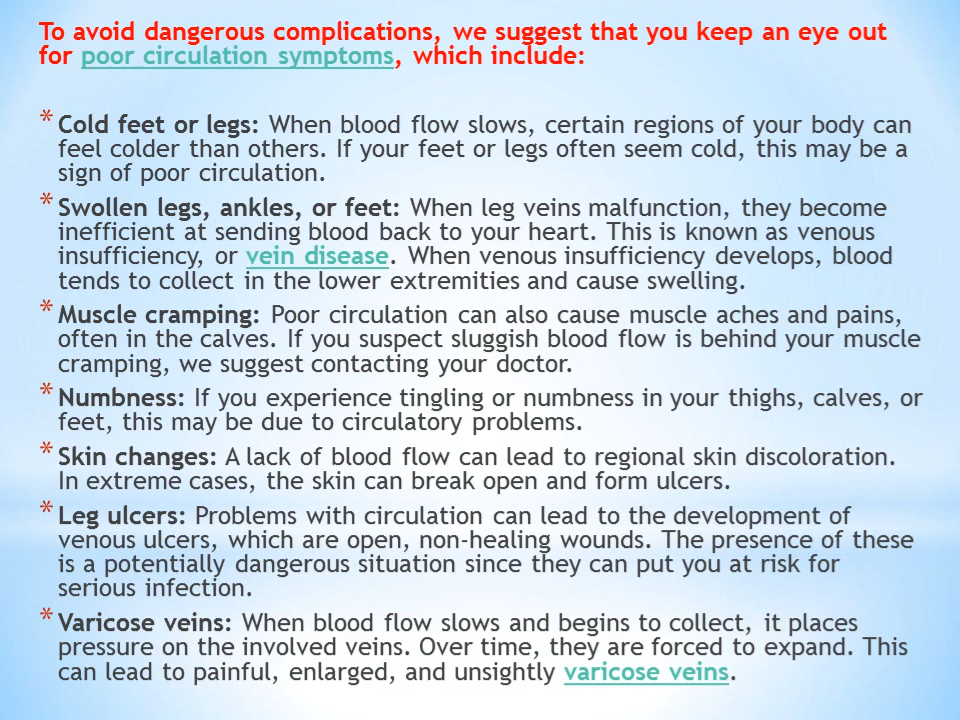 To avoid dangerous complications, we suggest that you keep an eye out
for poor circulation symptoms, which include:
* Cold feet or legs: When blood flow slows, certain regions of your body can
feel colder than others. If your feet or legs often seem cold, this may be a
sign of poor circulation.
* Swollen legs, ankles, or feet: When leg veins malfunction, they become
inefficient at sending blood back to your heart. This is known as venous
insufficiency, or vein disease. When venous insufficiency develops, blood
tends to collect in the lower extremities and cause swelling.
* Muscle cramping: Poor circulation can also cause muscle aches and pains,
often in the calves. If you suspect sluggish blood flow is behind your muscle
cramping, we suggest contacting your doctor.
* Numbness: If you experience tingling or numbness in your thighs, calves, or
feet, this may be due to circulatory problems.
* Skin changes: A lack of blood flow can lead to regional skin discoloration.
In extreme cases, the skin can break open and form ulcers.
* Leg ulcers: Problems with circulation can lead to the development of
venous ulcers, which are open, non-healing wounds. The presence of these
is a potentially dangerous situation since they can put you at risk for
serious infection.
* Varicose veins: When blood flow slows and begins to collect, it places
pressure on the involved veins. Over time, they are forced to expand. This
can lead to painful, enlarged, and unsightly varicose veins.